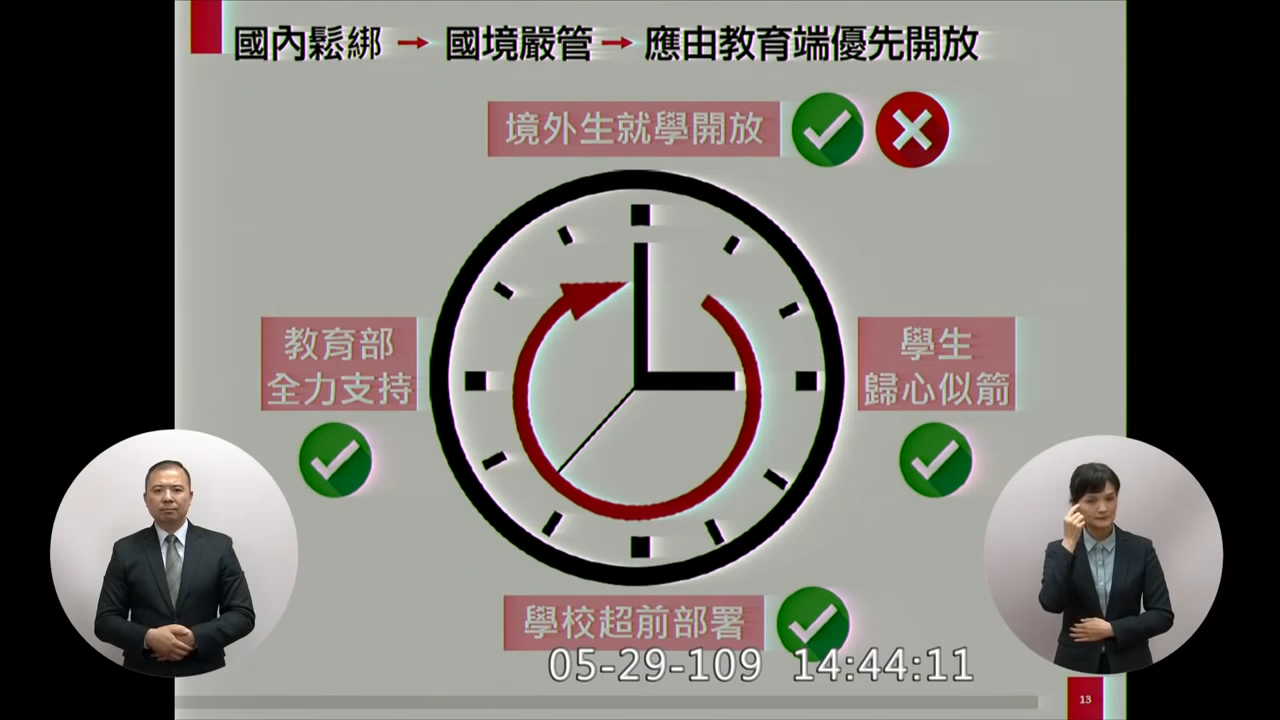 國內鬆綁 → 國境嚴管 → 應由教育端優先開放
境外生就學開放
教育部
全力支持
學生
歸心似箭
學校超前部署
05-29-109 14:44:11
13